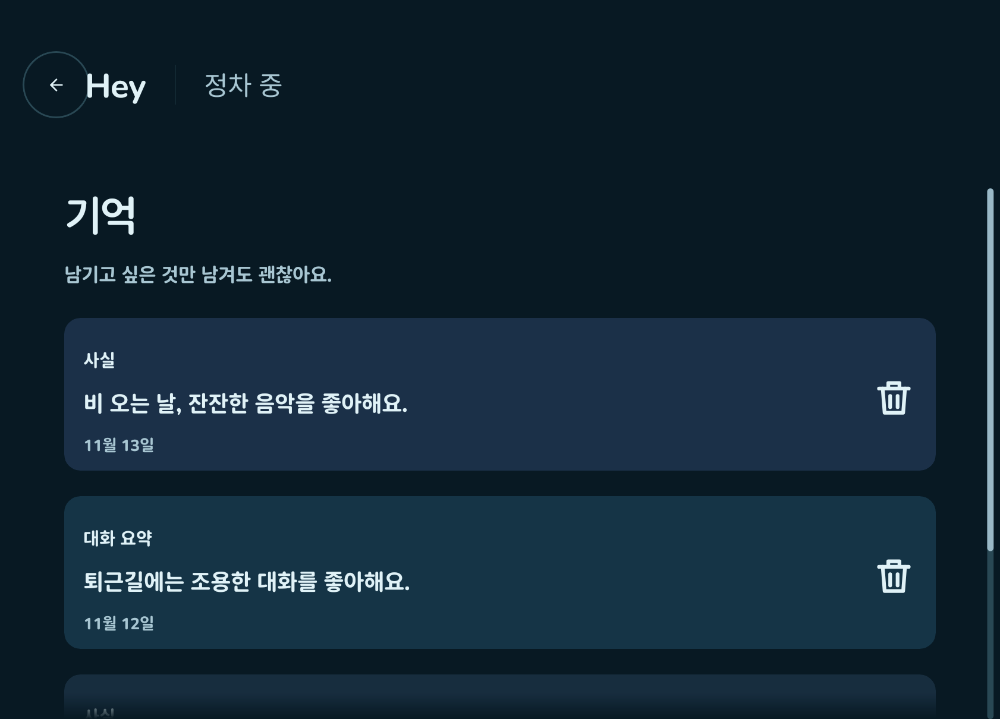 Hey
정차 중
기억
남기고 싶은 것만 남겨도 괜찮아요.
사실
비 오는 날, 잔잔한 음악을 좋아해요.
11월 13일
대화 요약
퇴근길에는 조용한 대화를 좋아해요.
11월 12일